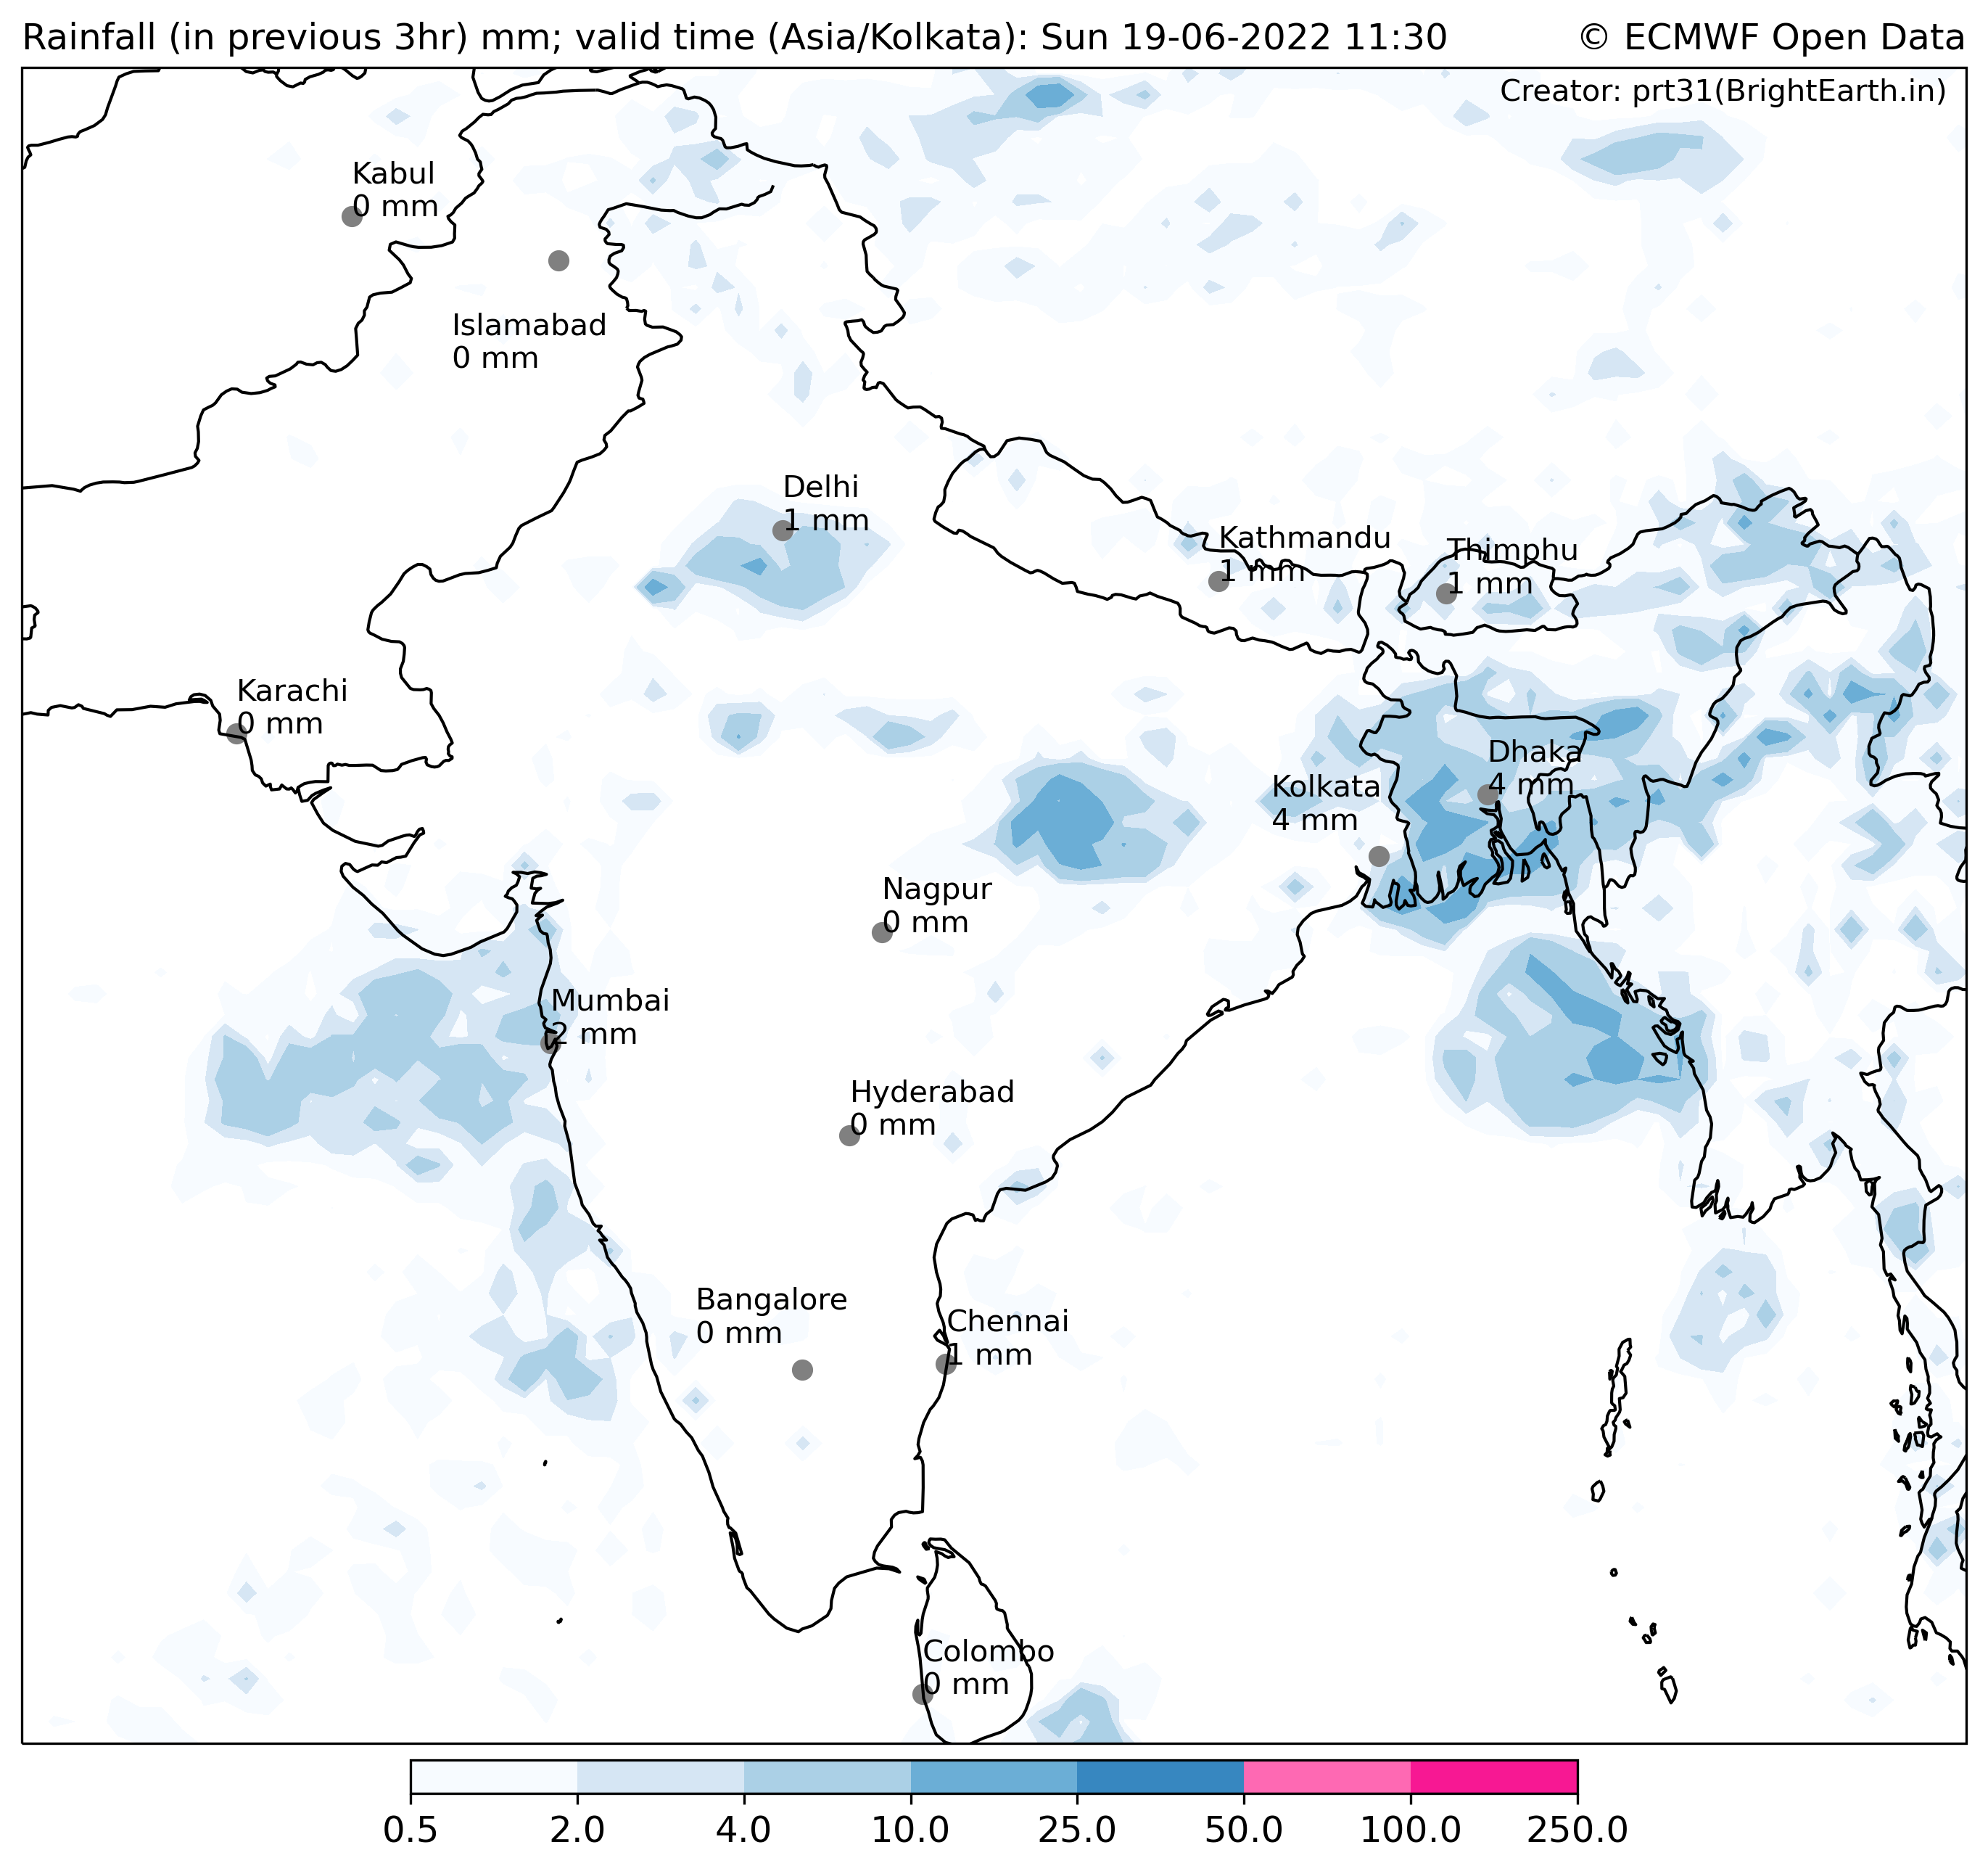 Rainfall (in previous 3hr) mm; valid time (Asia/Kolkata): Sun 19-06-2022 11:30
© ECMWF Open Data
Creator: prt31(BrightEarth.in)
Kabul
0 mm
Islamabad
0 mm
Delhi
1 mm
Kathmandu
1 mm
Thimphu
1 mm
Karachi
0 mm
Dhaka
4 mm
Kolkata
4 mm
Nagpur
0 mm
Mumbai
2 mm
Hyderabad
0 mm
Bangalore
0 mm
Chennai
1 mm
Colombo
0 mm
0.5 2.0 4.0 10.0 25.0 50.0 100.0 250.0